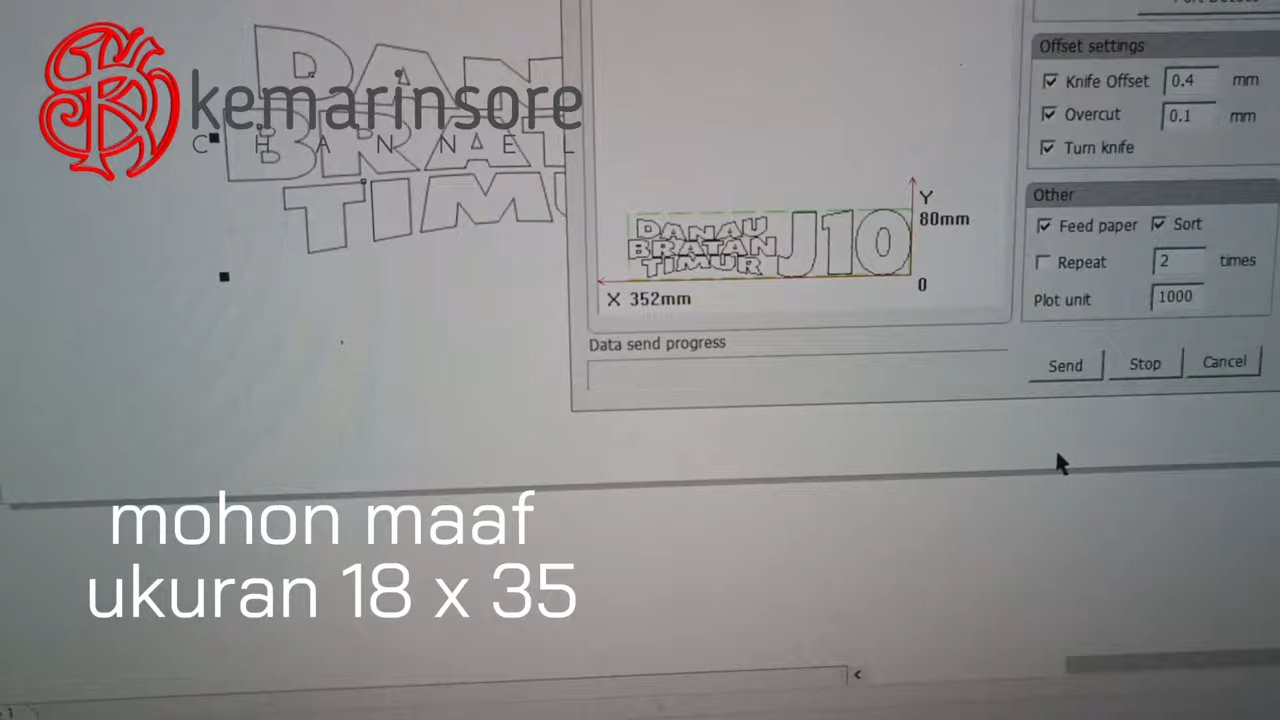 kemarinsore
CHANNEL
DANAU
BRATAN
TIMUR
J10
Y
80mm
0
X 352mm
Data send progress
Offset settings
Knife Offset 0.4 mm
Overcut 0.1 mm
Turn knife
Other
Feed paper Sort
Repeat 2 times
Plot unit 1000
Send Stop Cancel
mohon maaf
ukuran 18 x 35